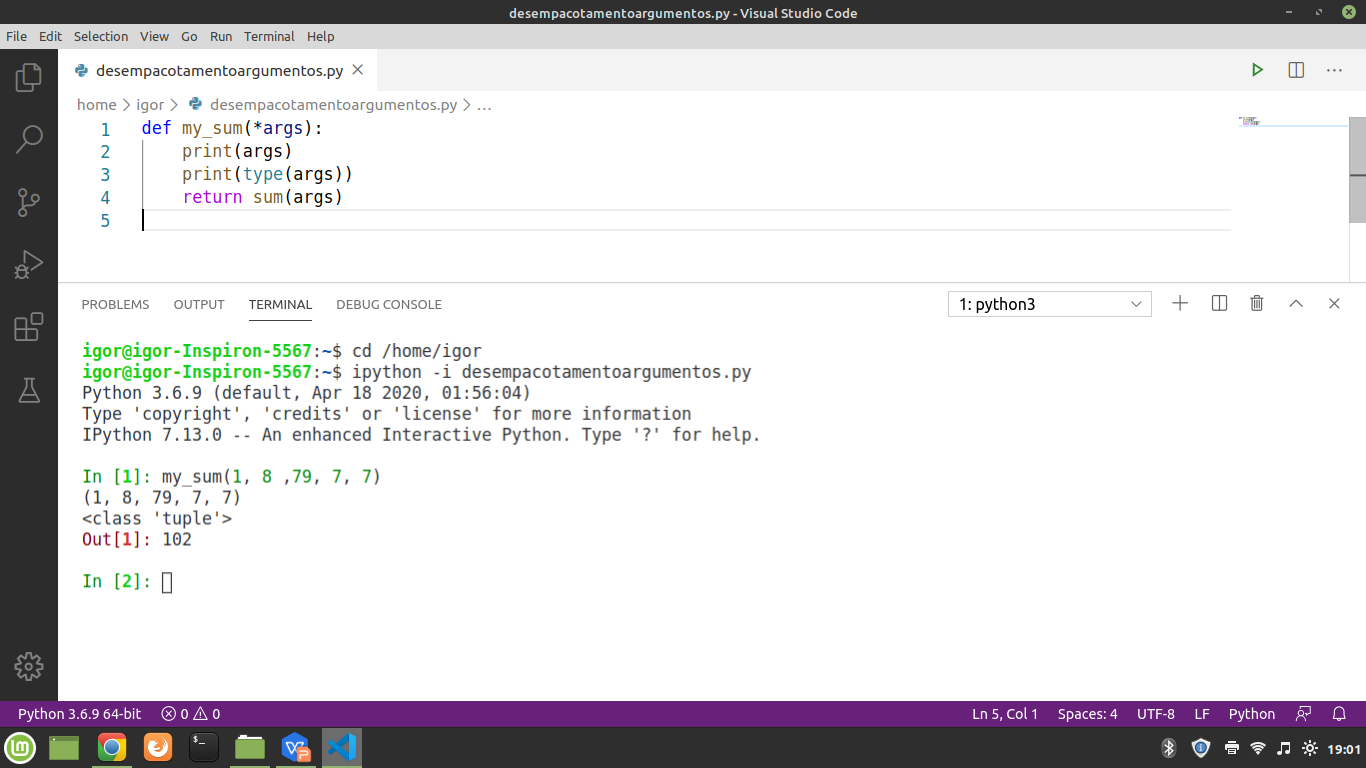 desempacotamentoargumentos.py - Visual Studio Code
File Edit Selection View Go Run Terminal Help
desempacotamentoargumentos.py
home > igor > desempacotamentoargumentos.py > ...
1 def my_sum(*args):
2     print(args)
3     print(type(args))
4     return sum(args)
5
PROBLEMS OUTPUT TERMINAL DEBUG CONSOLE 1: python3
igor@igor-Inspiron-5567:~$ cd /home/igor
igor@igor-Inspiron-5567:~$ ipython -i desempacotamentoargumentos.py
Python 3.6.9 (default, Apr 18 2020, 01:56:04)
Type 'copyright', 'credits' or 'license' for more information
IPython 7.13.0 -- An enhanced Interactive Python. Type '?' for help.
In [1]: my_sum(1, 8 ,79, 7, 7)
(1, 8, 79, 7, 7)
<class 'tuple'>
Out[1]: 102
In [2]:
Python 3.6.9 64-bit 0 0 Ln 5, Col 1 Spaces: 4 UTF-8 LF Python
19:01